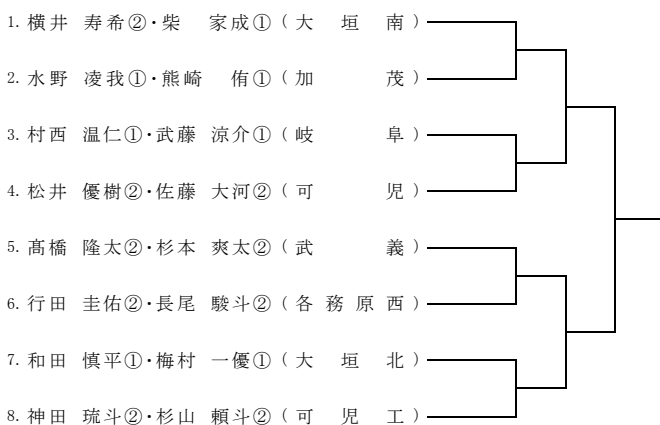 1. 横井 寿希②・柴 家成① ( 大 垣 南 )
2. 水野 凌我①・熊崎 侑① ( 加 茂 )
3. 村西 温仁①・武藤 涼介① ( 岐 阜 )
4. 松井 優樹②・佐藤 大河② ( 可 児 )
5. 髙橋 隆太②・杉本 爽太② ( 武 義 )
6. 行田 圭佑②・長尾 駿斗② ( 各 務 原 西 )
7. 和田 慎平①・梅村 一優① ( 大 垣 北 )
8. 神田 琉斗②・杉山 頼斗② ( 可 児 工 )